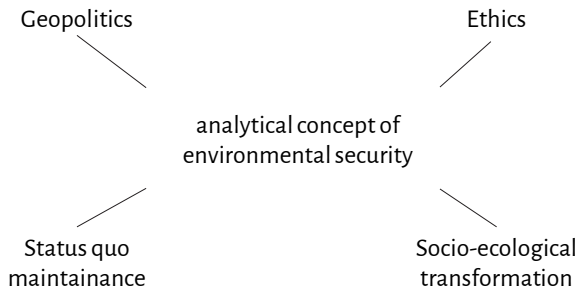 Geopolitics
Ethics
analytical concept of
environmental security
Status quo
maintainance
Socio-ecological
transformation